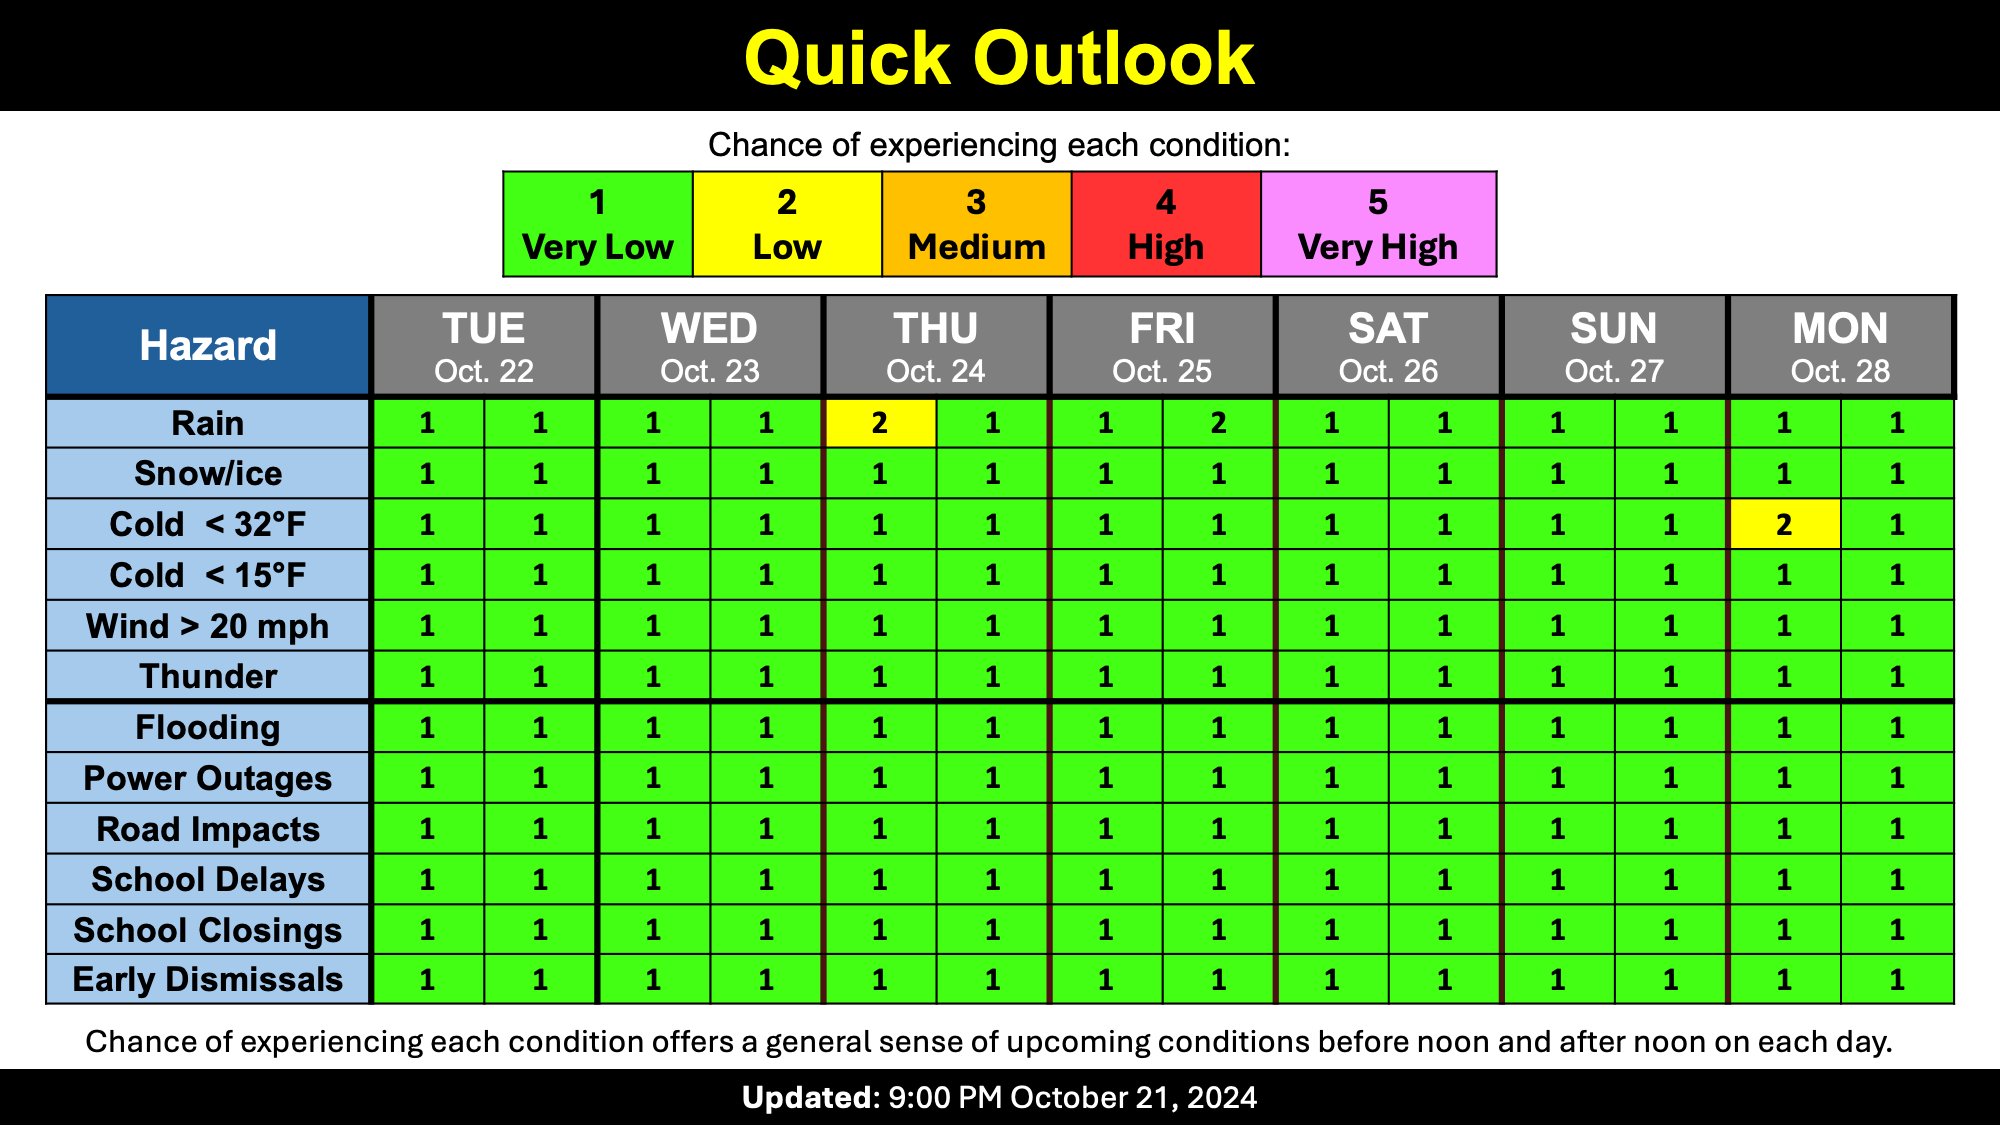 Quick Outlook
Chance of experiencing each condition:
1 2 3 4 5
Very Low Low Medium High Very High
Hazard TUE WED THU FRI SAT SUN MON
Oct. 22 Oct. 23 Oct. 24 Oct. 25 Oct. 26 Oct. 27 Oct. 28
Rain 1 1 1 1 2 1 1 2 1 1 1 1 1 1
Snow/ice 1 1 1 1 1 1 1 1 1 1 1 1 1 1
Cold < 32°F 1 1 1 1 1 1 1 1 1 1 1 1 2 1
Cold < 15°F 1 1 1 1 1 1 1 1 1 1 1 1 1 1
Wind > 20 mph 1 1 1 1 1 1 1 1 1 1 1 1 1 1
Thunder 1 1 1 1 1 1 1 1 1 1 1 1 1 1
Flooding 1 1 1 1 1 1 1 1 1 1 1 1 1 1
Power Outages 1 1 1 1 1 1 1 1 1 1 1 1 1 1
Road Impacts 1 1 1 1 1 1 1 1 1 1 1 1 1 1
School Delays 1 1 1 1 1 1 1 1 1 1 1 1 1 1
School Closings 1 1 1 1 1 1 1 1 1 1 1 1 1 1
Early Dismissals 1 1 1 1 1 1 1 1 1 1 1 1 1 1
Chance of experiencing each condition offers a general sense of upcoming conditions before noon and after noon on each day.
Updated: 9:00 PM October 21, 2024